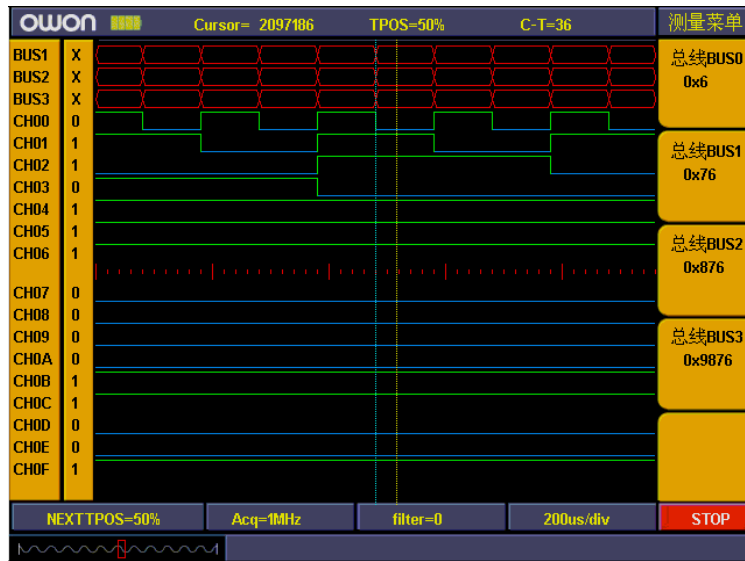 OWON Cursor= 2097186 TPOS=50% C-T=36 测量菜单
BUS1 X
BUS2 X
BUS3 X
CH00 0
CH01 1
CH02 1
CH03 0
CH04 1
CH05 1
CH06 1
CH07 0
CH08 0
CH09 0
CH0A 0
CH0B 1
CH0C 1
CH0D 0
CH0E 0
CH0F 1
总线BUS0
0x6
总线BUS1
0x76
总线BUS2
0x876
总线BUS3
0x9876
NEXTTPOS=50% Acq=1MHz filter=0 200us/div STOP